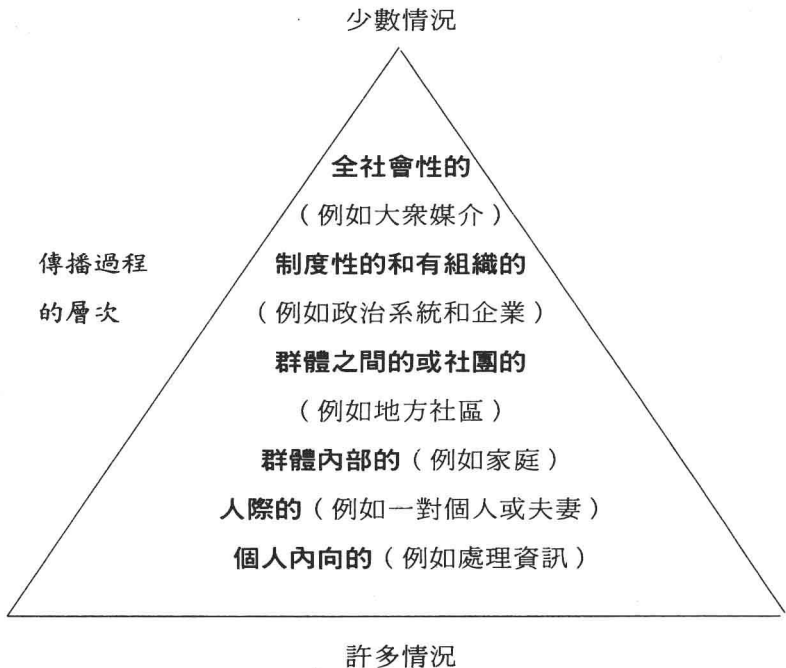 少數情況
全社會性的
（例如大衆媒介）
傳播過程
的層次
制度性的和有組織的
（例如政治系統和企業）
群體之間的或社團的
（例如地方社區）
群體內部的（例如家庭）
人際的（例如一對個人或夫妻）
個人內向的（例如處理資訊）
許多情況